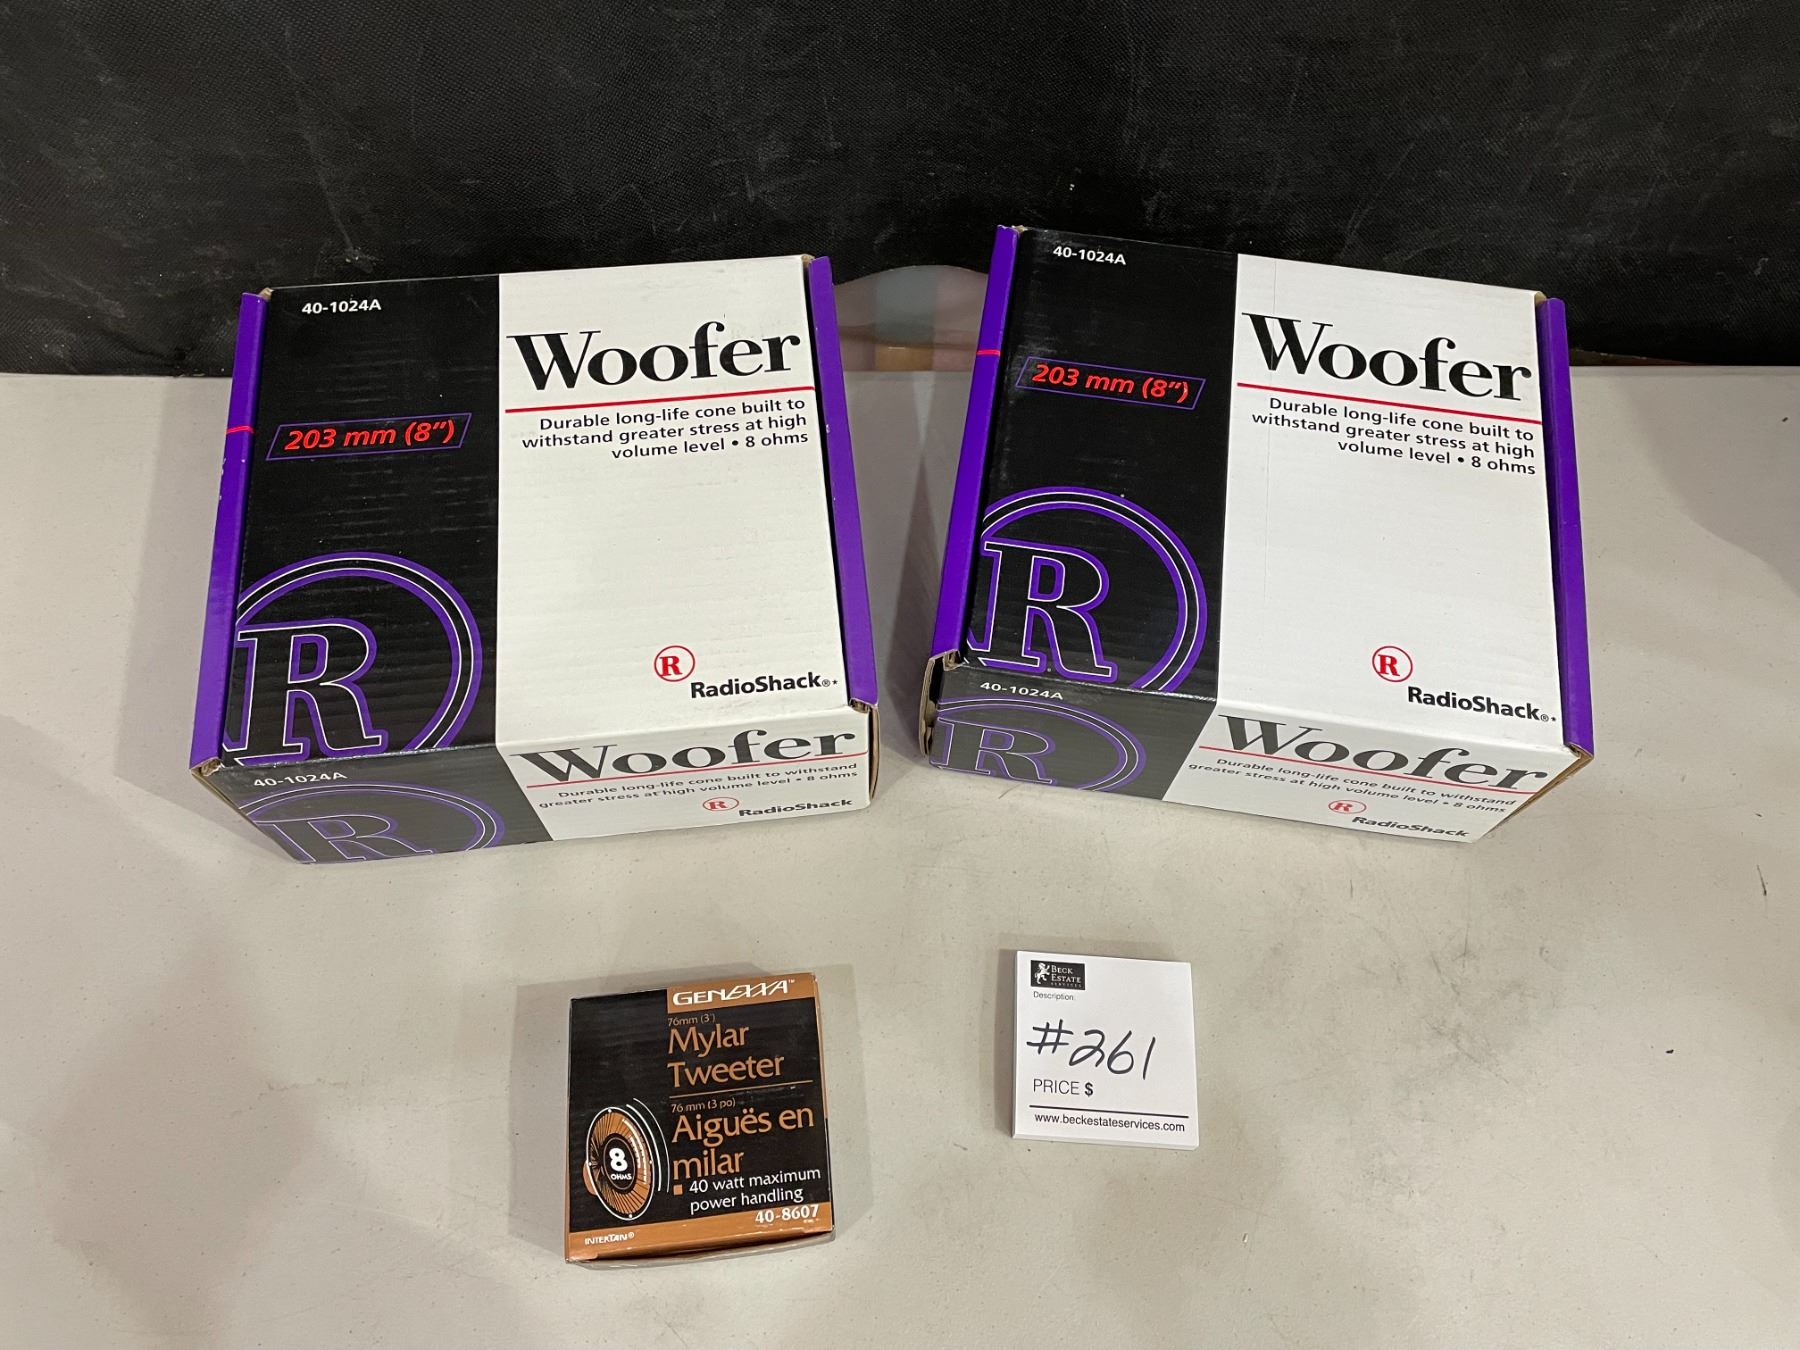 40-1024A
Woofer
203 mm (8")
Durable long-life cone built to
withstand greater stress at high
volume level • 8 ohms
R
R
RadioShack®*
40-1024A
Woofer
Durable long-life cone built to withstand
greater stress at high volume level • 8 ohms
R
R
RadioShack
40-1024A
Woofer
203 mm (8")
Durable long-life cone built to
withstand greater stress at high
volume level • 8 ohms
R
R
RadioShack®*
40-1024A
Woofer
Durable long-life cone built to withstand
greater stress at high volume level • 8 ohms
R
R
RadioShack
GENEXXA™
76mm (3")
Mylar
Tweeter
76 mm (3 po)
Aiguës en
milar
8
OHMS
40 watt maximum
power handling
40-8607
INTERTAN®
BECK
ESTATE
SERVICES
Description:
#261
PRICE $
www.beckestateservices.com